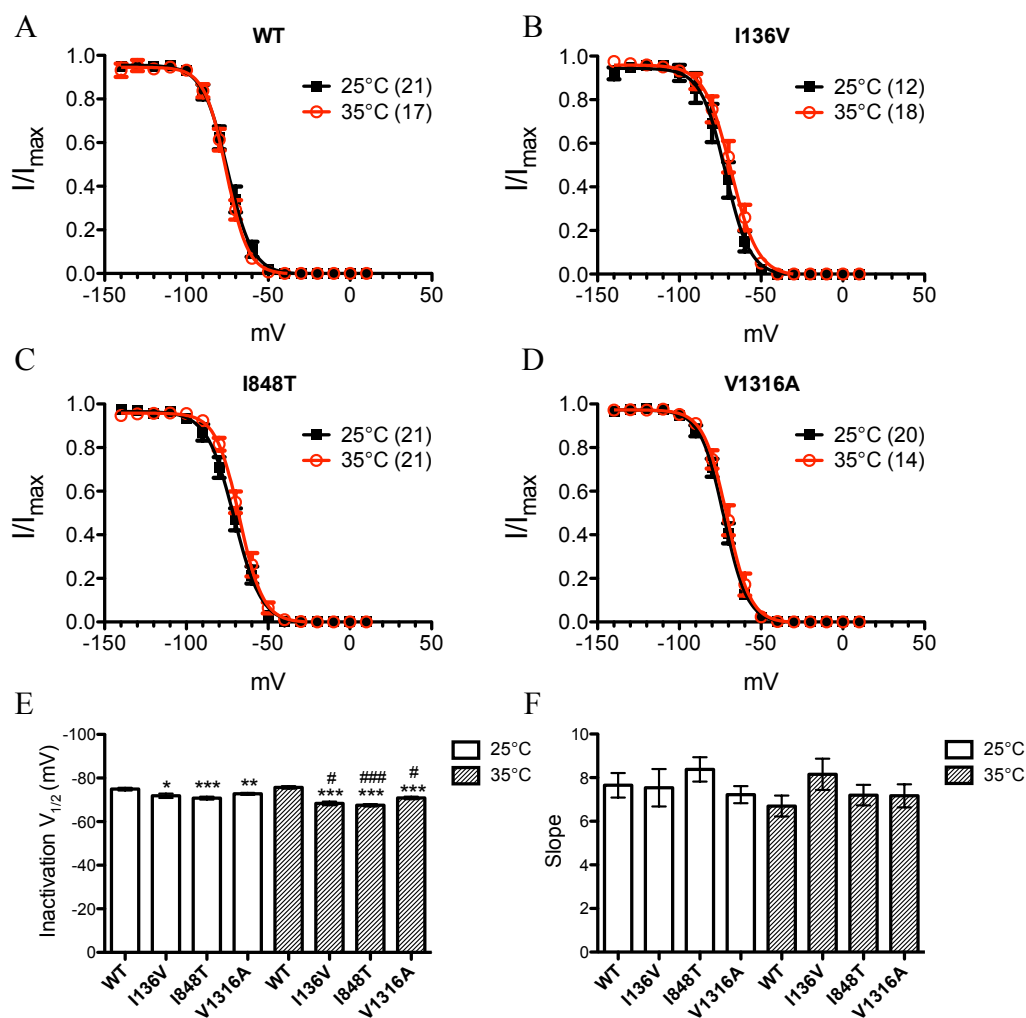 A
WT
1.0
0.8
0.6
0.4
0.2
0.0
I/Imax
25°C (21)
35°C (17)
-150
-100
-50
0
50
mV
B
I136V
1.0
0.8
0.6
0.4
0.2
0.0
I/Imax
25°C (12)
35°C (18)
-150
-100
-50
0
50
mV
C
I848T
1.0
0.8
0.6
0.4
0.2
0.0
I/Imax
25°C (21)
35°C (21)
-150
-100
-50
0
50
mV
D
V1316A
1.0
0.8
0.6
0.4
0.2
0.0
I/Imax
25°C (20)
35°C (14)
-150
-100
-50
0
50
mV
E
-100
-80
-60
-40
-20
0
Inactivation V1/2 (mV)
*
***
**
#
***
###
***
#
***
25°C
35°C
WT
I136V
I848T
V1316A
WT
I136V
I848T
V1316A
F
10
8
6
4
2
0
Slope
25°C
35°C
WT
I136V
I848T
V1316A
WT
I136V
I848T
V1316A